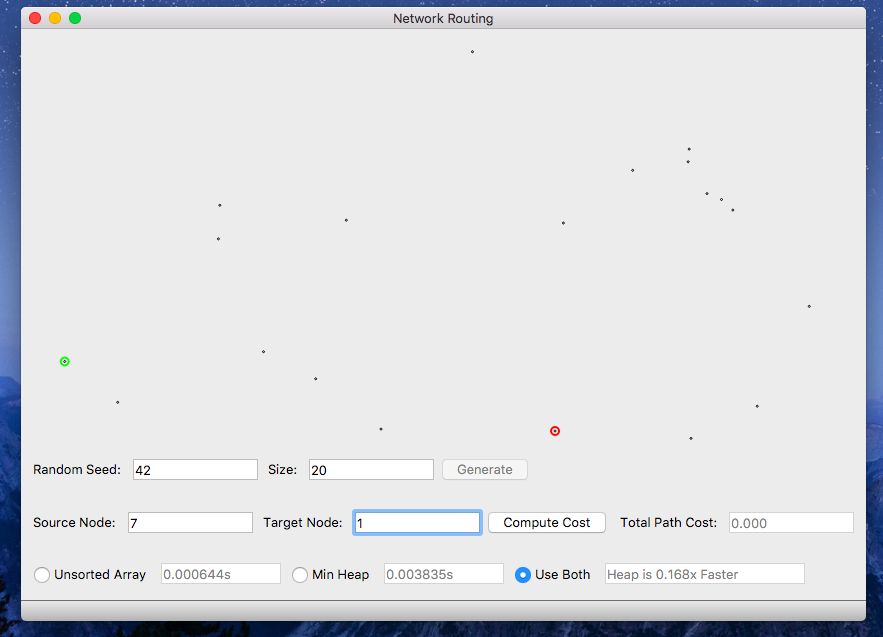 Network Routing
Random Seed: 42 Size: 20 Generate
Source Node: 7 Target Node: 1 Compute Cost Total Path Cost: 0.000
Unsorted Array 0.000644s Min Heap 0.003835s Use Both Heap is 0.168x Faster